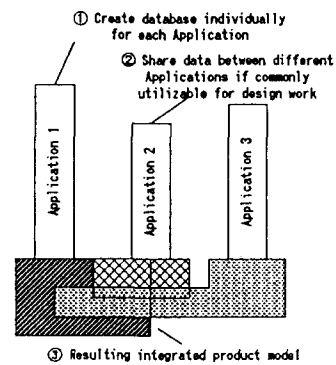 ① Create database individually
for each Application
② Share data between different
Applications if commonly
utilizable for design work
Application 1
Application 2
Application 3
③ Resulting integrated product model